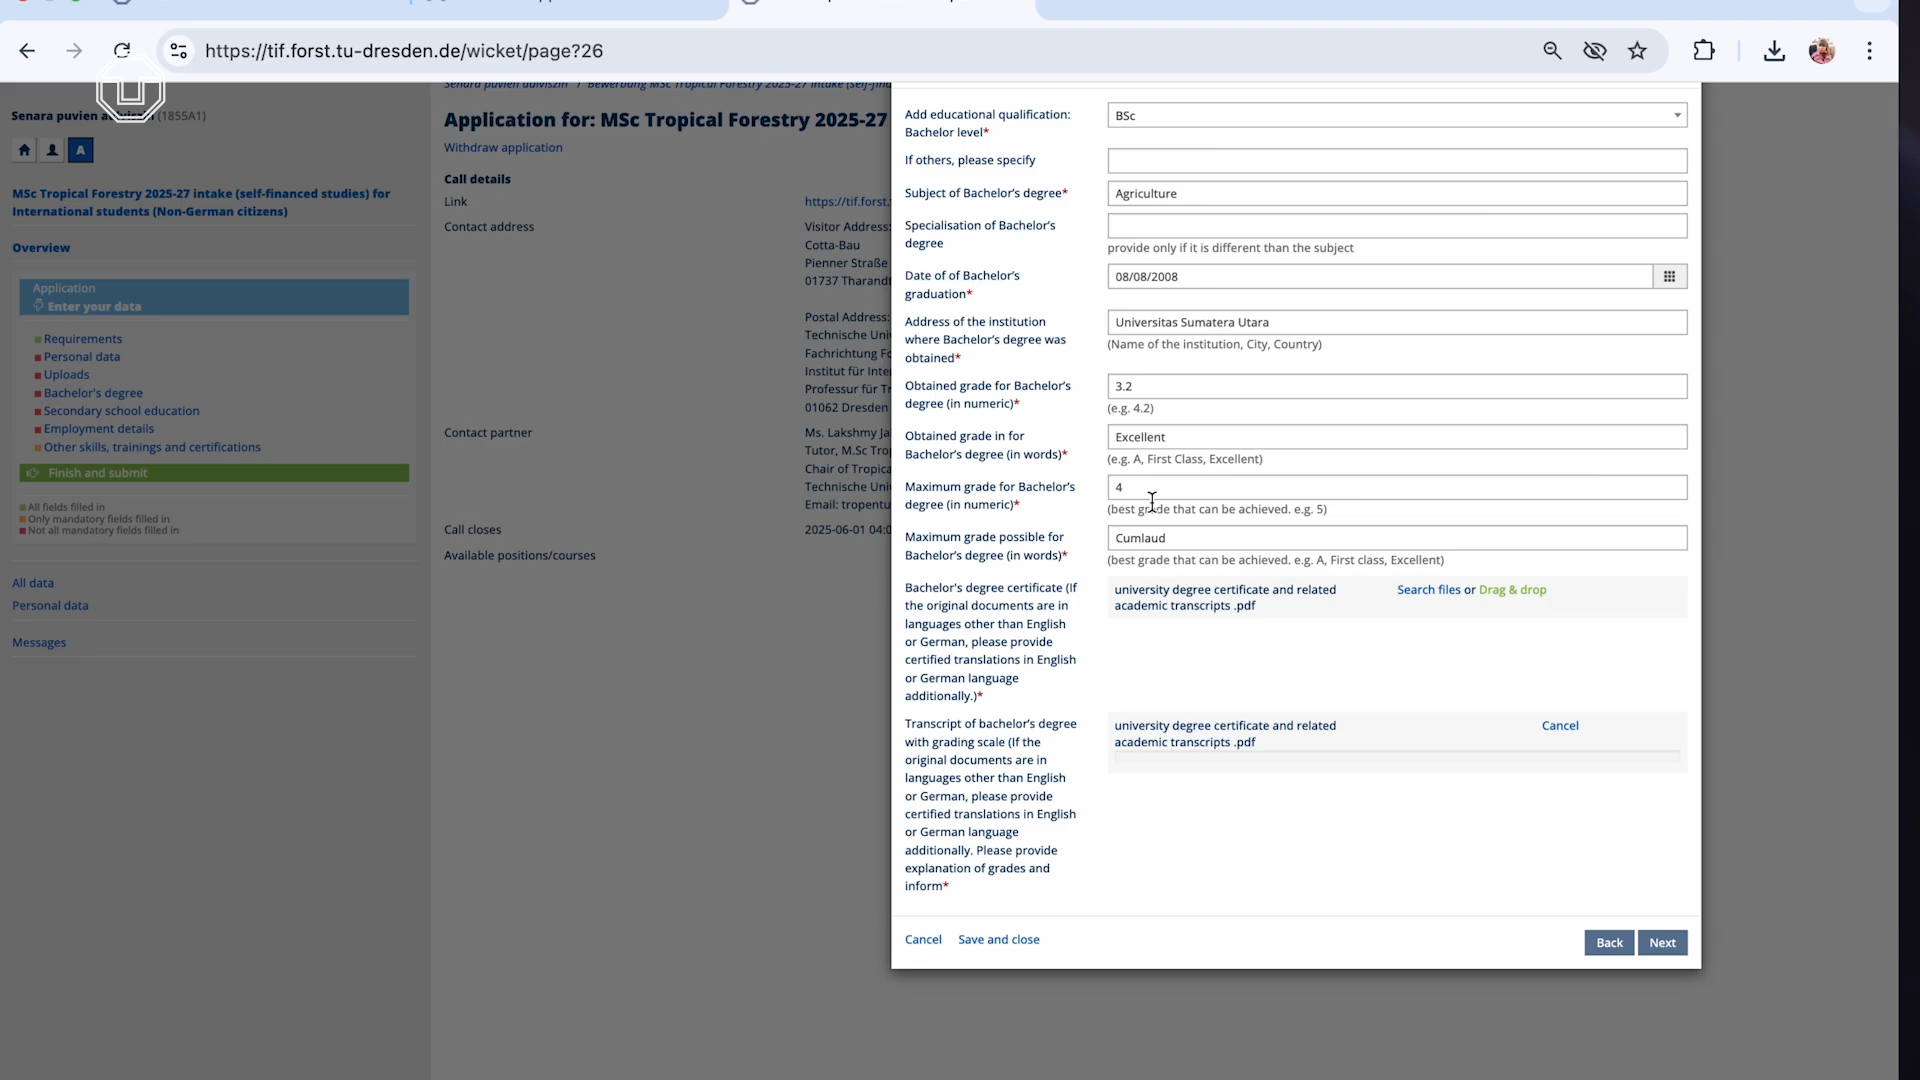 https://tif.forst.tu-dresden.de/wicket/page?26
(1855A1)
A
MSc Tropical Forestry 2025-27 intake (self-financed studies) for
International students (Non-German citizens)
Overview
Application
Enter your data
Requirements
Personal data
Uploads
Bachelor's degree
Secondary school education
Employment details
Other skills, trainings and certifications
Finish and submit
All fields filled in
Only mandatory fields filled in
Not all mandatory fields filled in
All data
Personal data
Messages
Application for: MSc Tropical Forestry 2025-27
Withdraw application
Call details
Link
https://tif.forst.
Contact address
Visitor Address:
Cotta-Bau
Pienner Straße
01737 Tharandt
Postal Address:
Technische Uni
Fachrichtung Fo
Institut für Inte
Professur für Tr
01062 Dresden
Contact partner
Ms. Lakshmy Ja
Tutor, M.Sc Trop
Chair of Tropica
Technische Uni
Email: tropentu
Call closes
2025-06-01 04:0
Available positions/courses
Add educational qualification:
Bachelor level*
BSc
If others, please specify
Subject of Bachelor's degree*
Agriculture
Specialisation of Bachelor's
degree
provide only if it is different than the subject
Date of of Bachelor's
graduation*
08/08/2008
Address of the institution
where Bachelor's degree was
obtained*
Universitas Sumatera Utara
(Name of the institution, City, Country)
Obtained grade for Bachelor's
degree (in numeric)*
3.2
(e.g. 4.2)
Obtained grade in for
Bachelor's degree (in words)*
Excellent
(e.g. A, First Class, Excellent)
Maximum grade for Bachelor's
degree (in numeric)*
4
(best grade that can be achieved. e.g. 5)
Maximum grade possible for
Bachelor's degree (in words)*
Cumlaud
(best grade that can be achieved. e.g. A, First class, Excellent)
Bachelor's degree certificate (If
the original documents are in
languages other than English
or German, please provide
certified translations in English
or German language
additionally.)*
university degree certificate and related
academic transcripts .pdf
Search files or Drag & drop
Transcript of bachelor's degree
with grading scale (If the
original documents are in
languages other than English
or German, please provide
certified translations in English
or German language
additionally. Please provide
explanation of grades and
inform*
university degree certificate and related
academic transcripts .pdf
Cancel
Cancel Save and close
Back Next